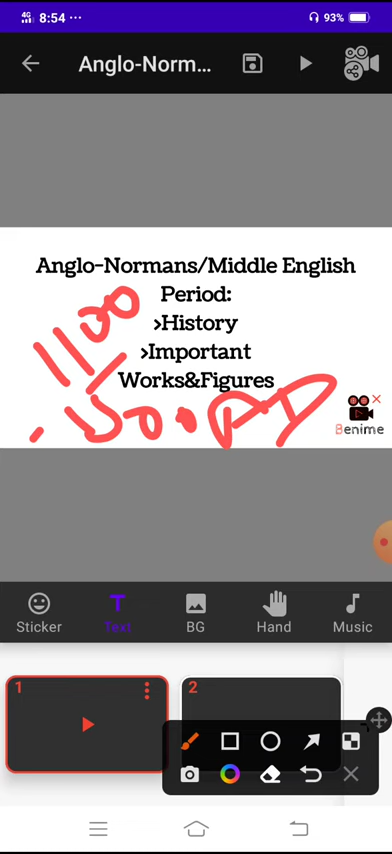 4G 8:54 ... 93%
Anglo-Norm...
Anglo-Normans/Middle English
Period:
>History
>Important
Works&Figures
1100
- 1500 AD
Benime
Sticker Text BG Hand Music
1 2